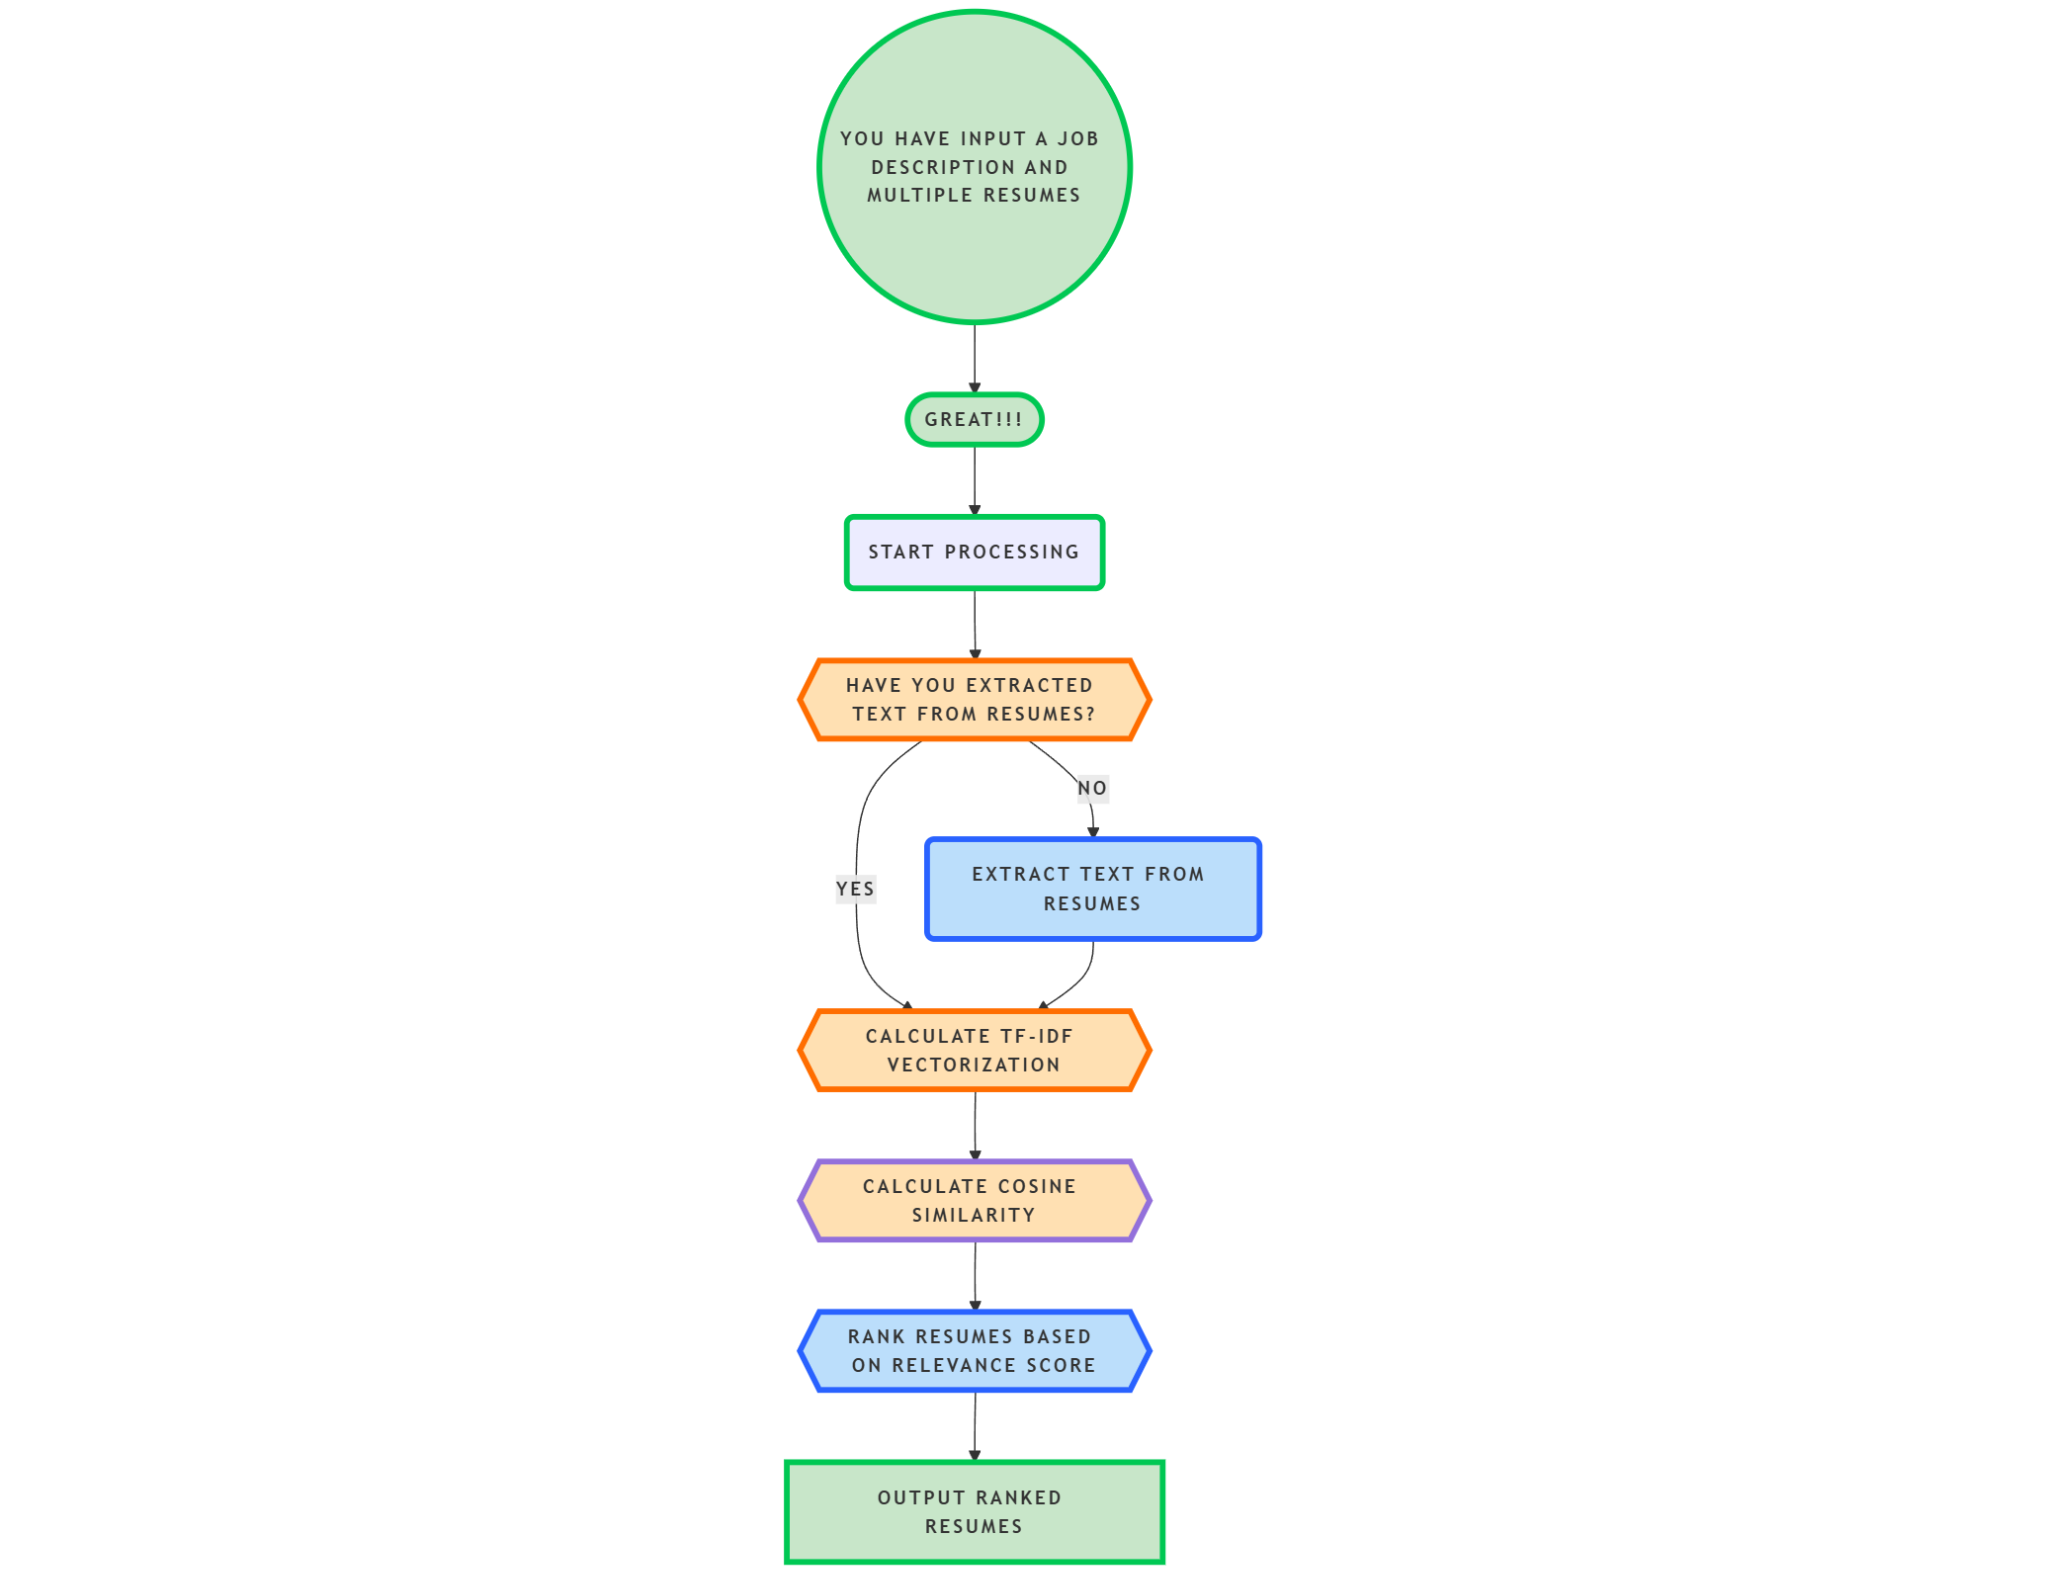 YOU HAVE INPUT A JOB
DESCRIPTION AND
MULTIPLE RESUMES
GREAT!!!
START PROCESSING
HAVE YOU EXTRACTED
TEXT FROM RESUMES?
NO
EXTRACT TEXT FROM
RESUMES
YES
CALCULATE TF-IDF
VECTORIZATION
CALCULATE COSINE
SIMILARITY
RANK RESUMES BASED
ON RELEVANCE SCORE
OUTPUT RANKED
RESUMES